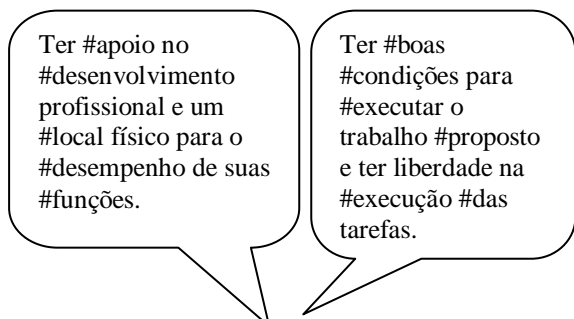 Ter #apoio no
#desenvolvimento
profissional e um
#local físico para o
#desempenho de suas
#funções.
Ter #boas
#condições para
#executar o
trabalho #proposto
e ter liberdade na
#execução #das
tarefas.